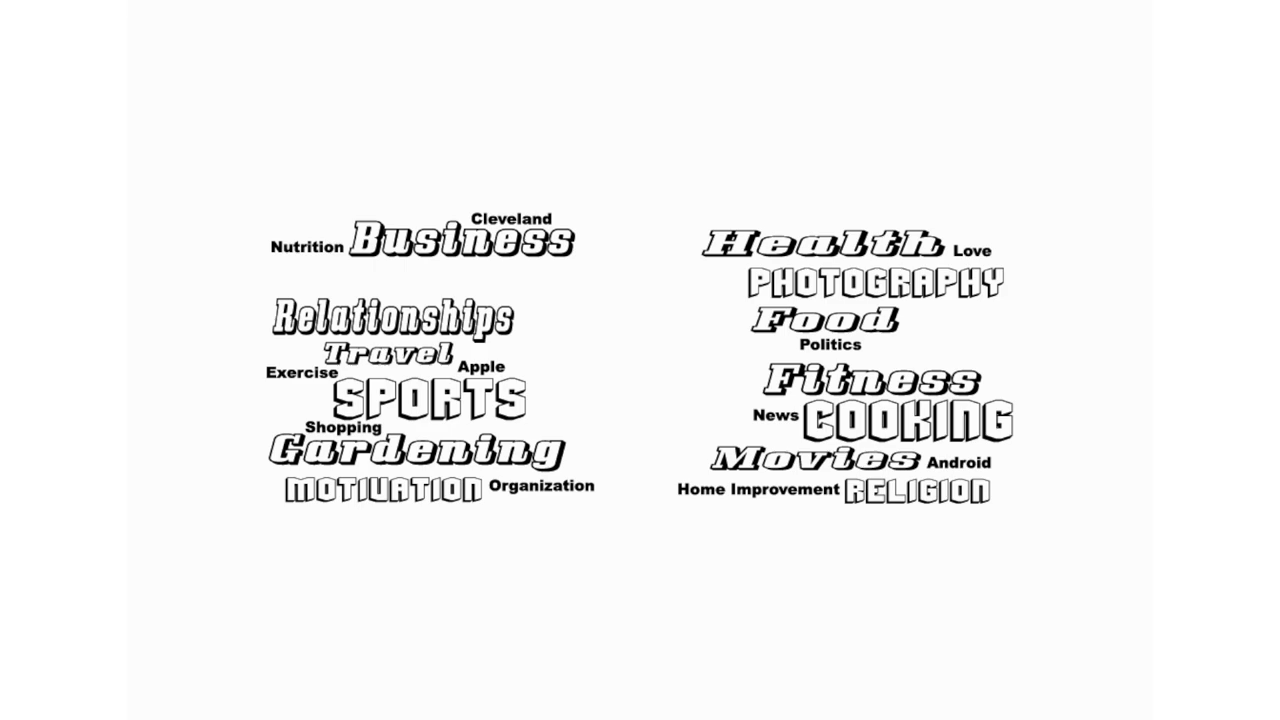 Cleveland
Nutrition Business
Relationships
Travel
Exercise Apple
SPORTS
Shopping
Gardening
MOTIVATION Organization
Health Love
PHOTOGRAPHY
Food
Politics
Fitness
News COOKING
Movies Android
Home Improvement RELIGION